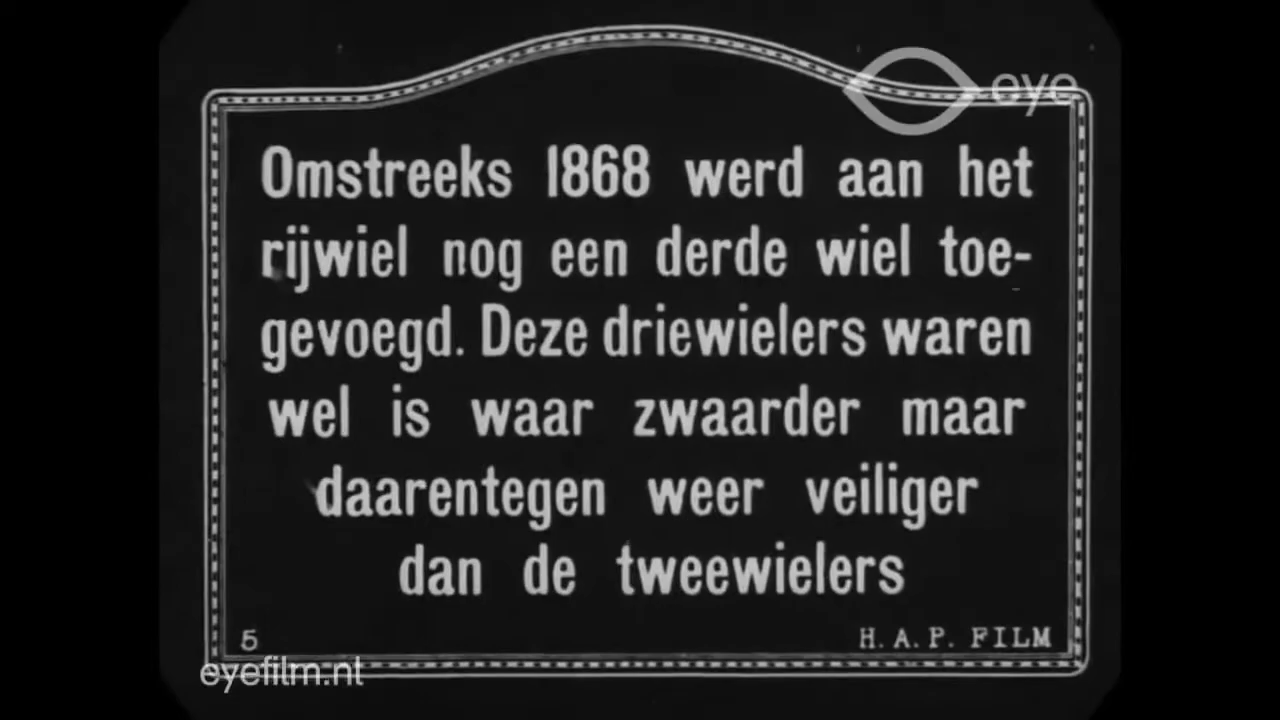 eye
Omstreeks 1868 werd aan het
rijwiel nog een derde wiel toe-
gevoegd. Deze driewielers waren
wel is waar zwaarder maar
daarentegen weer veiliger
dan de tweewielers
5
H. A. P. FILM
eyefilm.nl